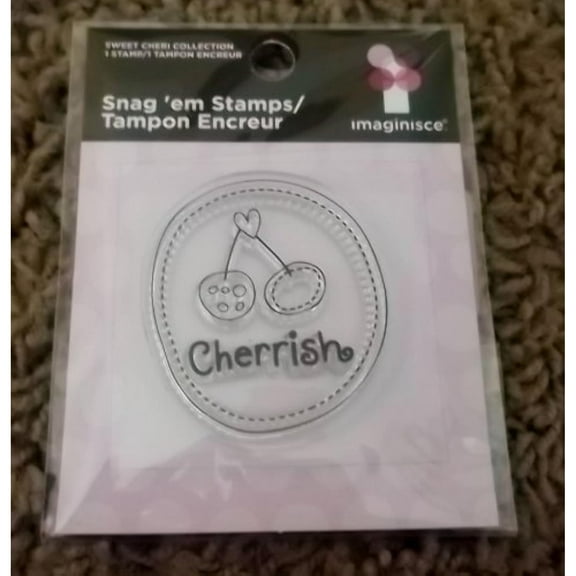 SWEET CHERI COLLECTION
1 STAMP/1 TAMPON ENCREUR
Snag 'em Stamps/
Tampon Encreur
imaginisce®
Cherrish